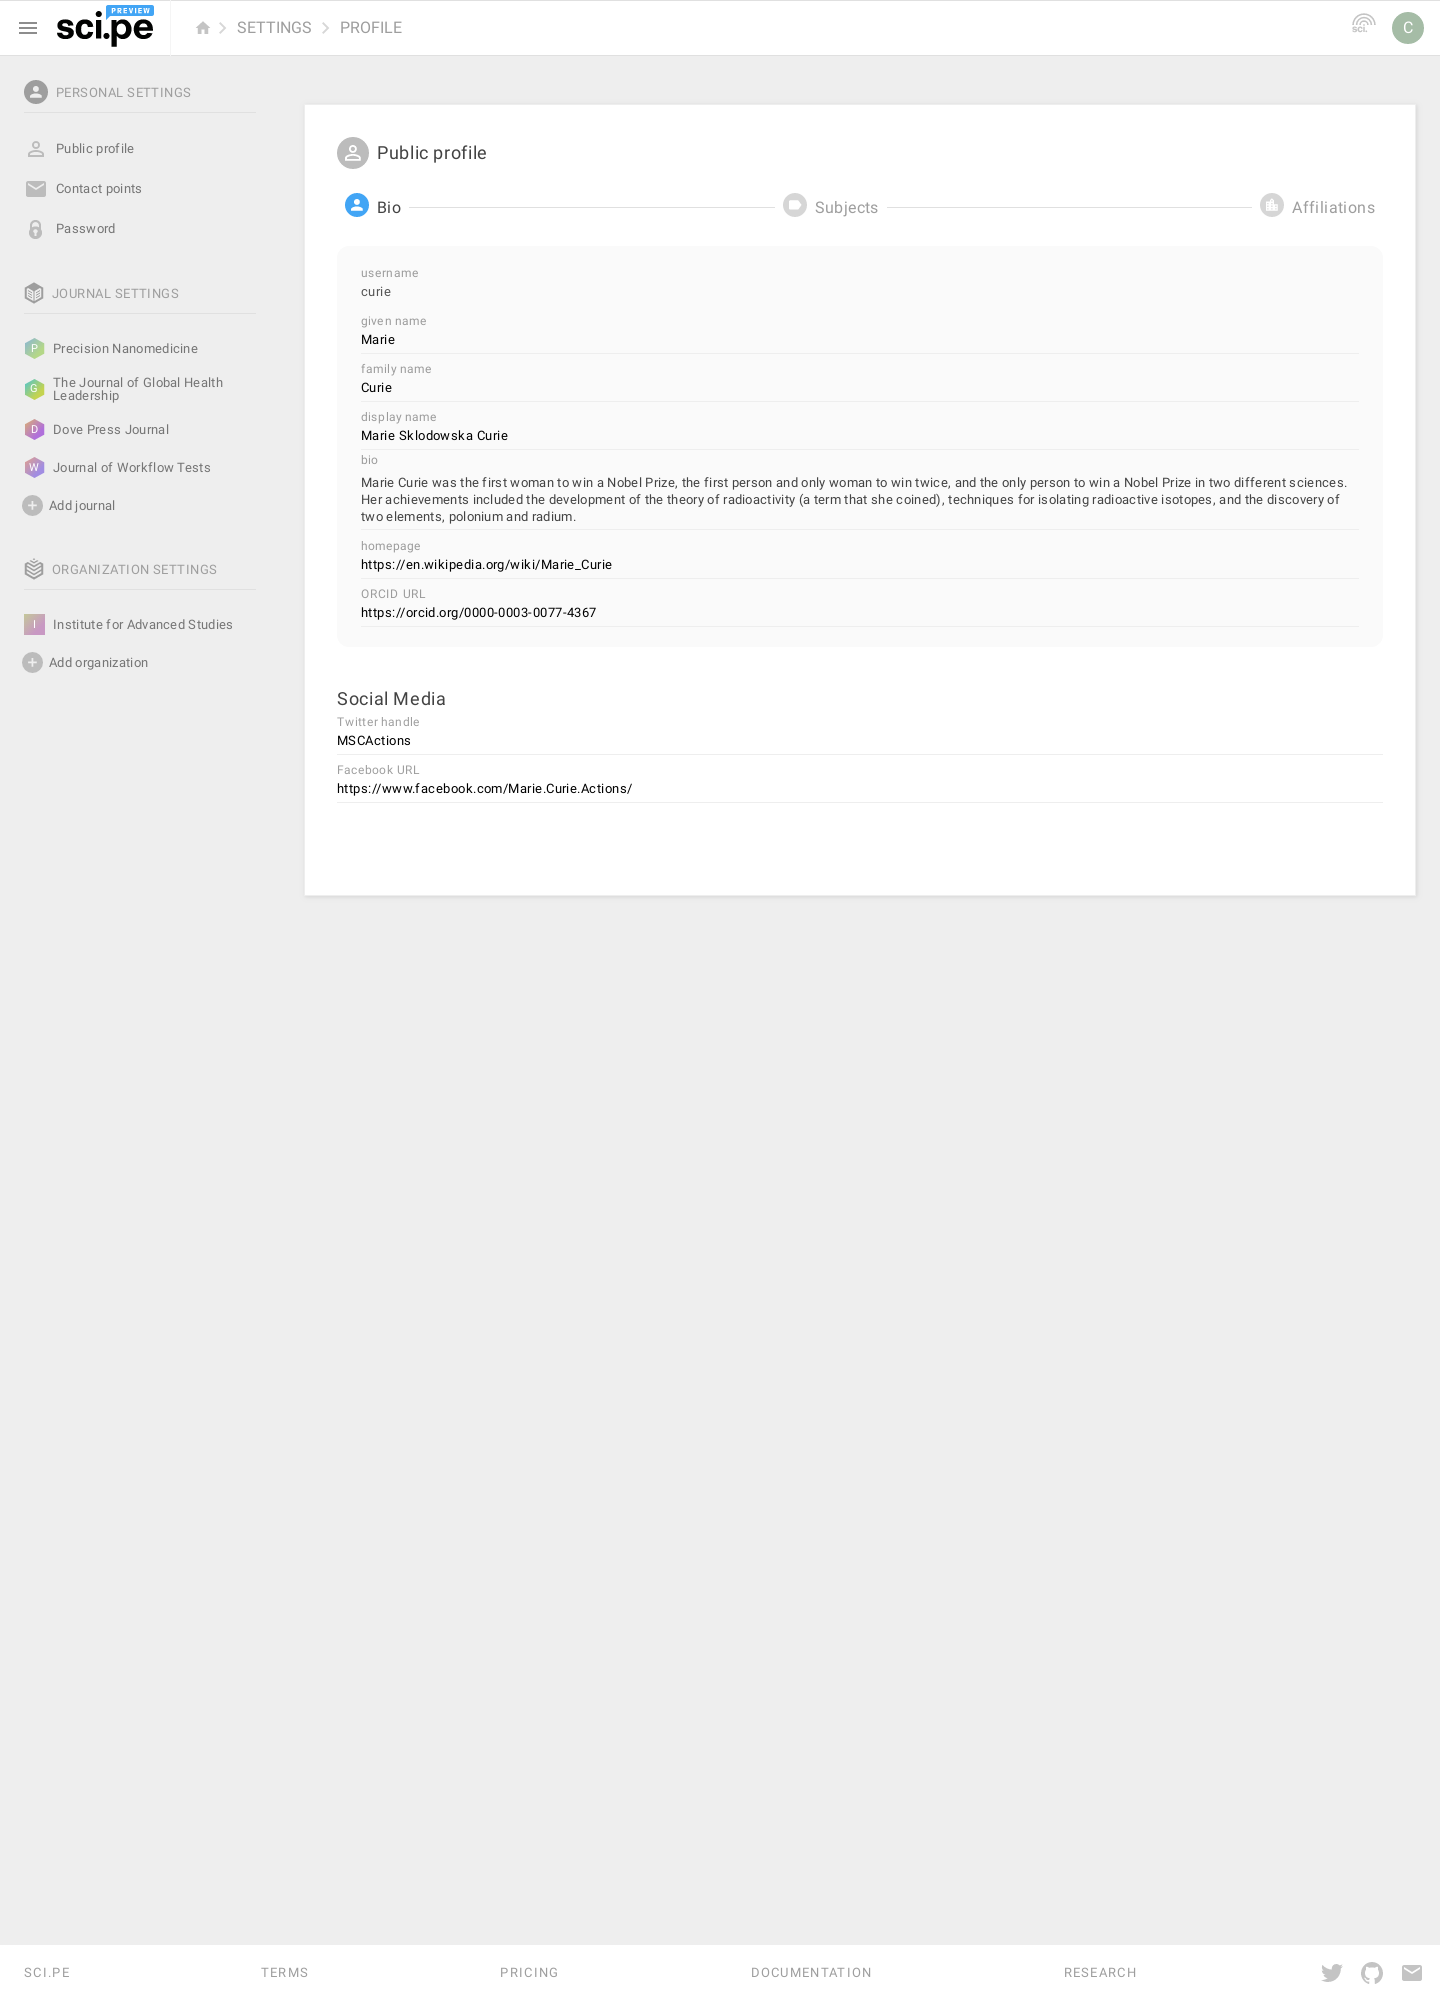 PREVIEW
sci.pe
SETTINGS
PROFILE
sci.
C
PERSONAL SETTINGS
Public profile
Contact points
Password
JOURNAL SETTINGS
P
Precision Nanomedicine
G
The Journal of Global Health
Leadership
D
Dove Press Journal
W
Journal of Workflow Tests
Add journal
ORGANIZATION SETTINGS
I
Institute for Advanced Studies
Add organization
Public profile
Bio
Subjects
Affiliations
username
curie
given name
Marie
family name
Curie
display name
Marie Sklodowska Curie
bio
Marie Curie was the first woman to win a Nobel Prize, the first person and only woman to win twice, and the only person to win a Nobel Prize in two different sciences.
Her achievements included the development of the theory of radioactivity (a term that she coined), techniques for isolating radioactive isotopes, and the discovery of
two elements, polonium and radium.
homepage
https://en.wikipedia.org/wiki/Marie_Curie
ORCID URL
https://orcid.org/0000-0003-0077-4367
Social Media
Twitter handle
MSCActions
Facebook URL
https://www.facebook.com/Marie.Curie.Actions/
SCI.PE
TERMS
PRICING
DOCUMENTATION
RESEARCH